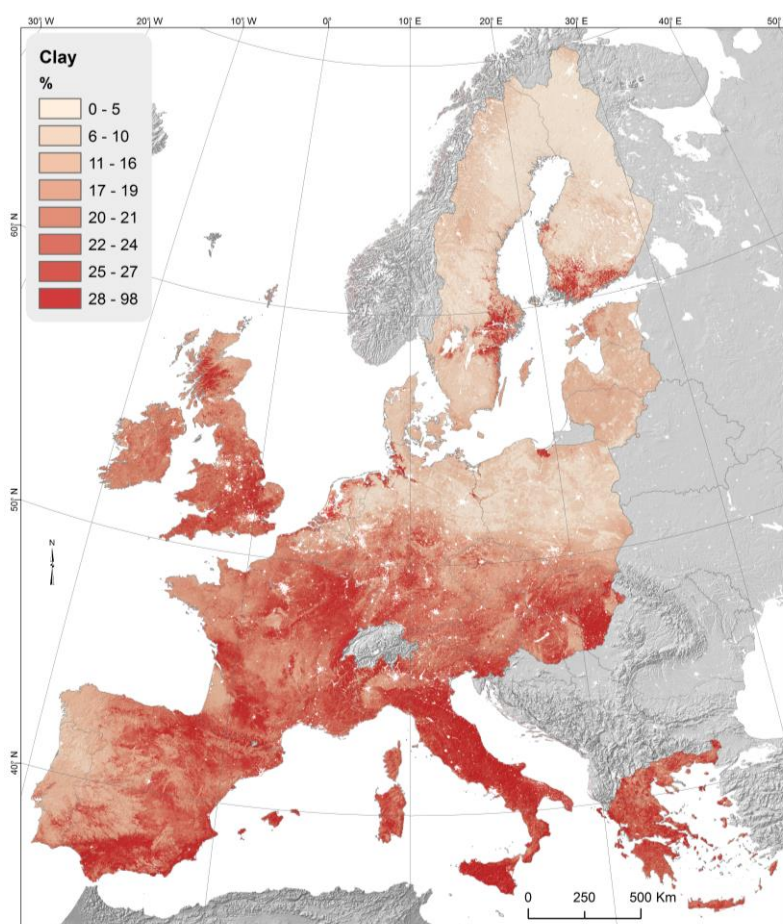 30° W
20° W
10° W
0°
10° E
20° E
30° E
40° E
50°
Clay
%
0 - 5
6 - 10
11 - 16
17 - 19
20 - 21
22 - 24
25 - 27
28 - 98
60° N
50° N
40° N
N
0 250 500 Km